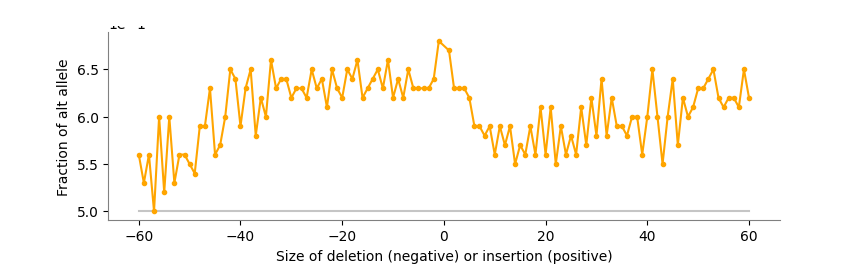 6.5
6.0
5.5
5.0
Fraction of alt allele
−60 −40 −20 0 20 40 60
Size of deletion (negative) or insertion (positive)